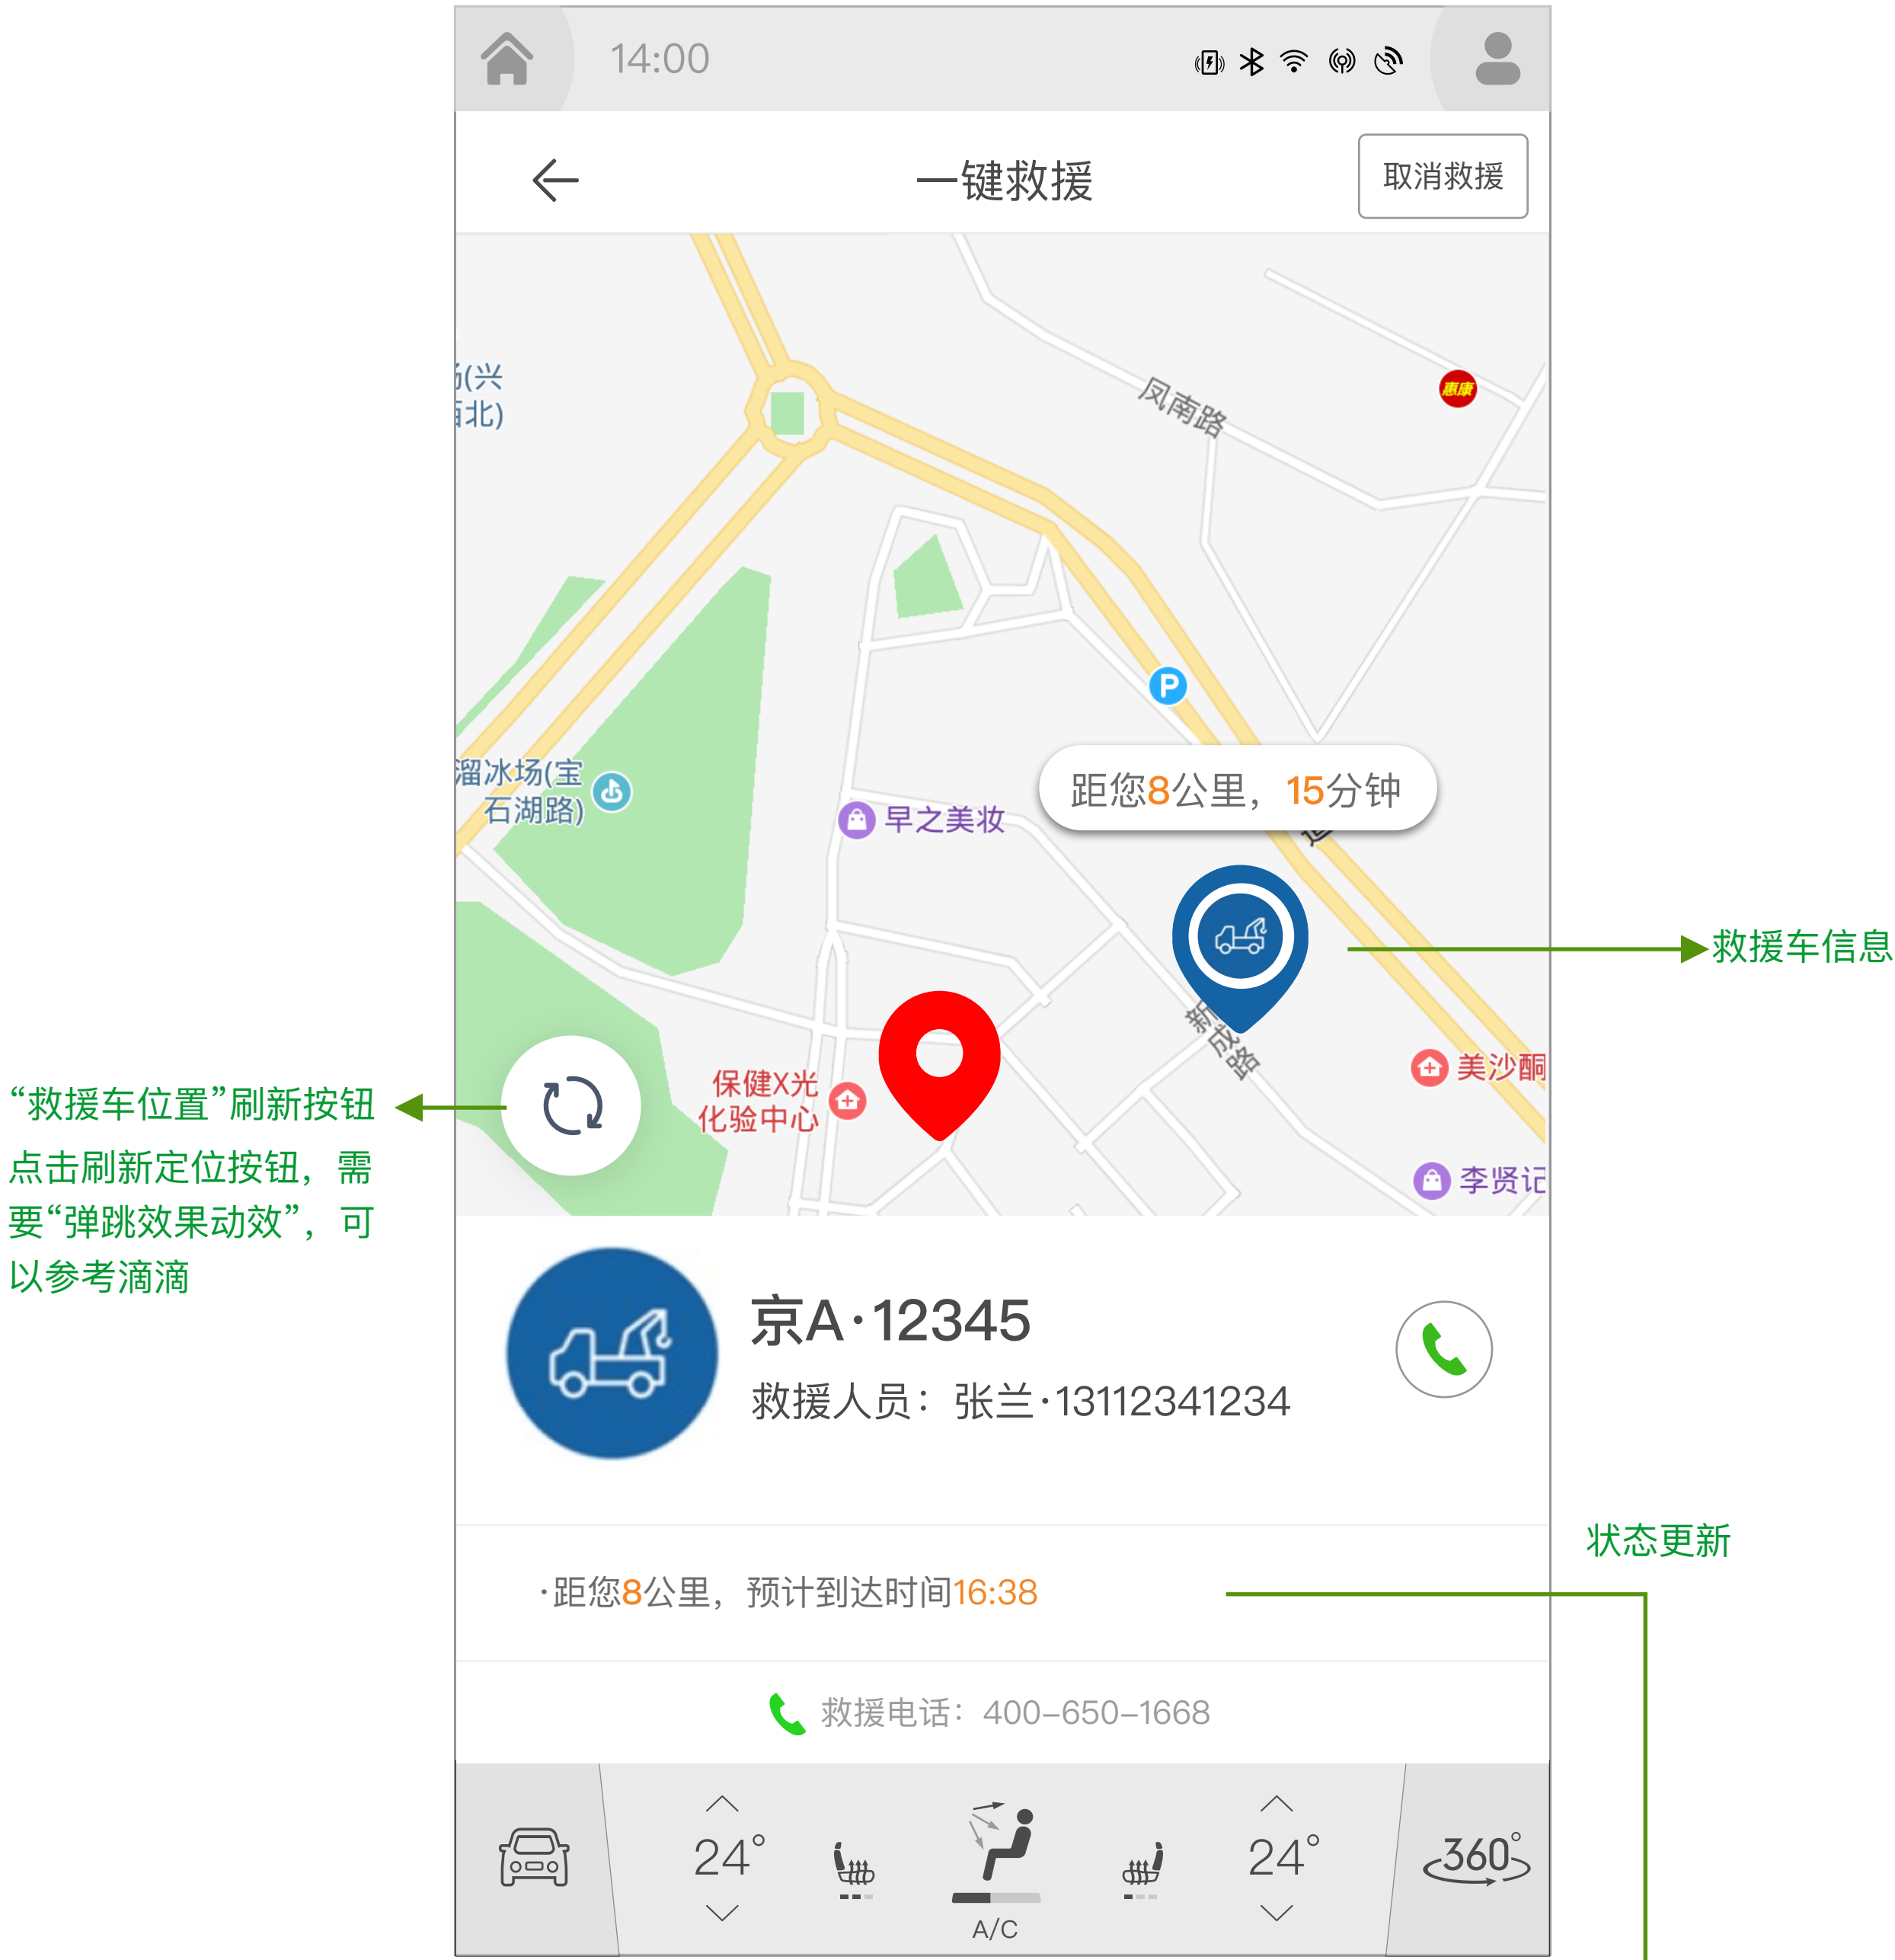 14:00
一键救援
取消救援
(兴
北)
凤南路
惠康
P
距您8公里，15分钟
溜冰场(宝
石湖路)
早之美妆
救援车信息
新成路
保健X光
化验中心
美沙酮
李贤记
“救援车位置”刷新按钮
点击刷新定位按钮，需
要“弹跳效果动效”，可
以参考滴滴
京A·12345
救援人员：张兰·13112341234
状态更新
·距您8公里，预计到达时间16:38
救援电话：400-650-1668
24°
24°
360°
A/C